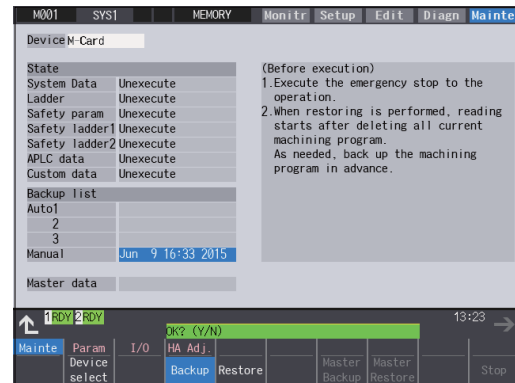 M001 SYS1 MEMORY Monitr Setup Edit Diagn Mainte
Device M-Card
State
System Data Unexecute
Ladder Unexecute
Safety param Unexecute
Safety ladder1 Unexecute
Safety ladder2 Unexecute
APLC data Unexecute
Custom data Unexecute
Backup list
Auto1
2
3
Manual Jun 9 16:33 2015
Master data
(Before execution)
1.Execute the emergency stop to the
operation.
2.When restoring is performed, reading
starts after deleting all current
machining program.
As needed, back up the machining
program in advance.
1RDY 2RDY 13:23
OK? (Y/N)
Mainte Param I/O HA Adj.
Device
select Backup Restore Master
Backup Master
Restore Stop